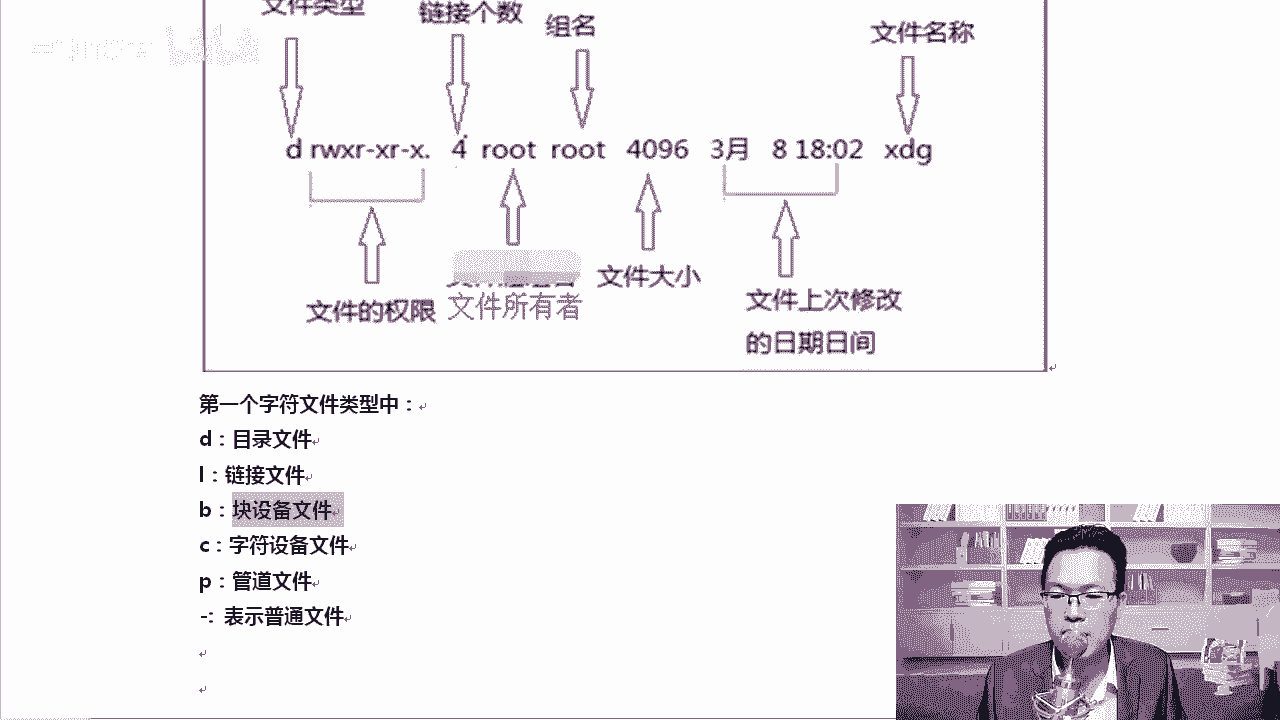 文件类型
链接个数
组名
文件名称
d rwxr-xr-x. 4 root root 4096 3月 8 18:02 xdg
文件的权限
文件所有者
文件大小
文件上次修改
的日期日间
第一个字符文件类型中：
d：目录文件
l：链接文件
b：块设备文件
c：字符设备文件
p：管道文件
-: 表示普通文件